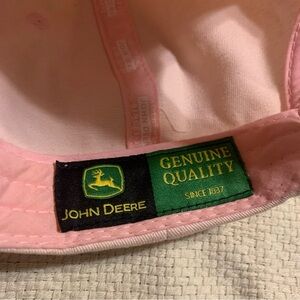 JOHN DEERE
GENUINE
QUALITY
SINCE 1837